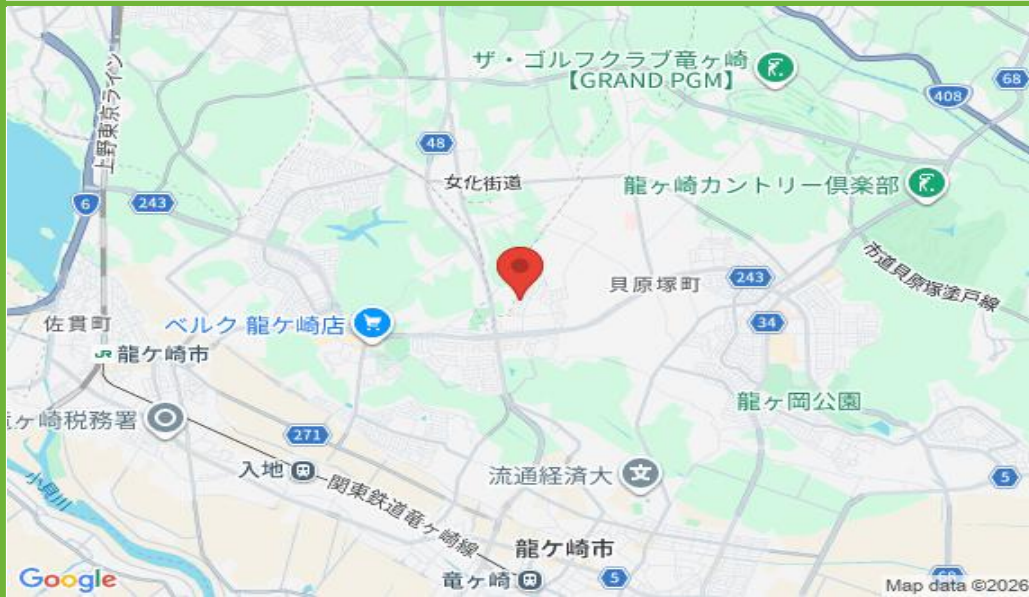 ザ・ゴルフクラブ竜ヶ崎
【GRAND PGM】
68
408
上野東京ライン
48
女化街道
龍ヶ崎カントリー倶楽部
6
243
市道貝原塚塗戸線
貝原塚町
243
佐貫町
ベルク 龍ケ崎店
34
JR 龍ケ崎市
龍ヶ岡公園
竜ヶ崎税務署
271
入地
流通経済大
5
小貝川
関東鉄道竜ヶ崎線
龍ケ崎市
竜ヶ崎
5
68
Google
Map data ©2026